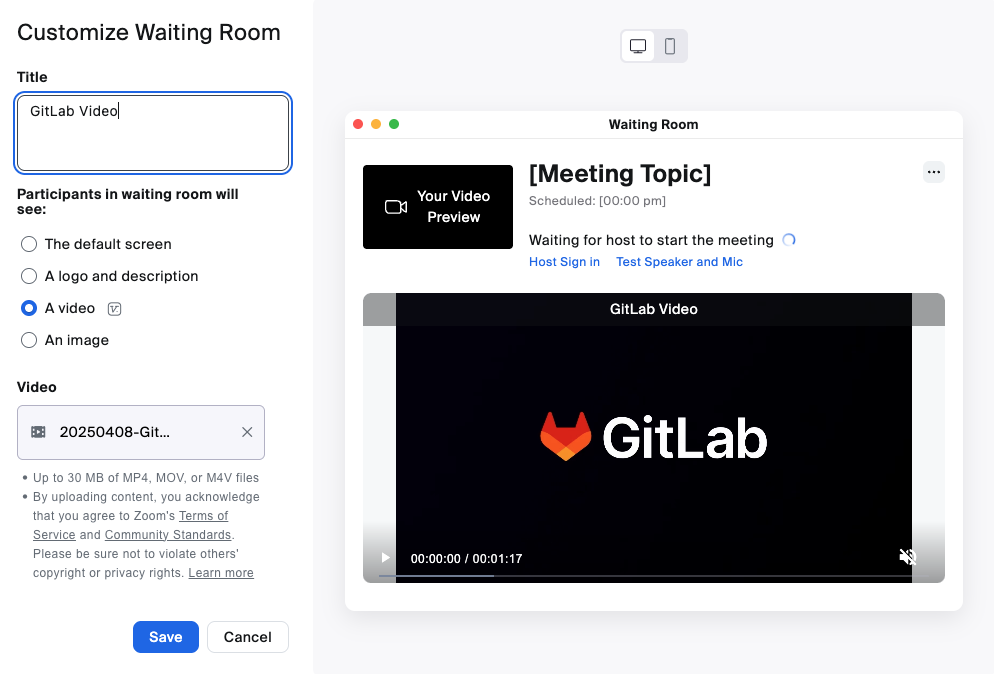 Customize Waiting Room
Title
GitLab Video
Participants in waiting room will
see:
The default screen
A logo and description
A video
An image
Video
20250408-Git...
• Up to 30 MB of MP4, MOV, or M4V files
• By uploading content, you acknowledge
that you agree to Zoom's Terms of
Service and Community Standards.
Please be sure not to violate others'
copyright or privacy rights. Learn more
Save
Cancel
Waiting Room
Your Video
Preview
[Meeting Topic]
Scheduled: [00:00 pm]
Waiting for host to start the meeting
Host Sign in
Test Speaker and Mic
GitLab Video
GitLab
00:00:00 / 00:01:17